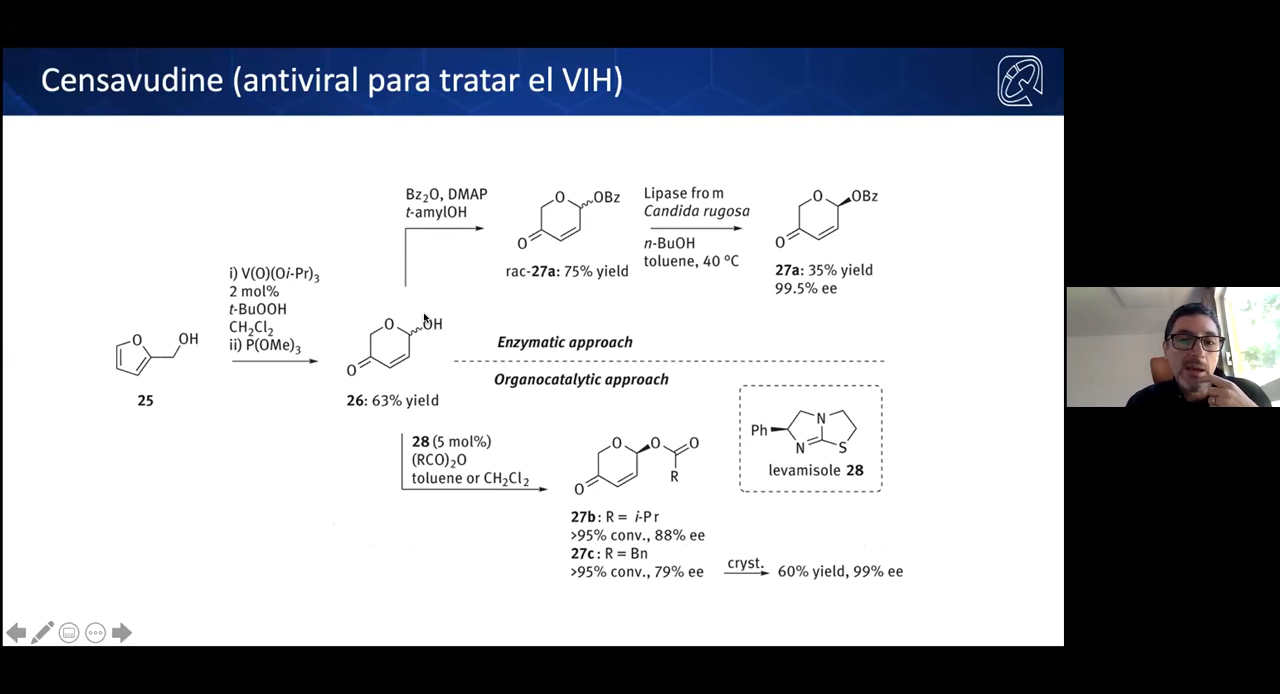 Censavudine (antiviral para tratar el VIH)
Bz2O, DMAP
t-amylOH
O
OBz
O
rac-27a: 75% yield
Lipase from
Candida rugosa
n-BuOH
toluene, 40 ºC
O
OBz
O
27a: 35% yield
99.5% ee
i) V(O)(Oi-Pr)3
2 mol%
t-BuOOH
CH2Cl2
ii) P(OMe)3
O
OH
25
O
OH
O
26: 63% yield
Enzymatic approach
Organocatalytic approach
28 (5 mol%)
(RCO)2O
toluene or CH2Cl2
O
O
O
R
O
27b: R = i-Pr
>95% conv., 88% ee
27c: R = Bn
>95% conv., 79% ee
cryst.
60% yield, 99% ee
Ph
N
N
S
levamisole 28